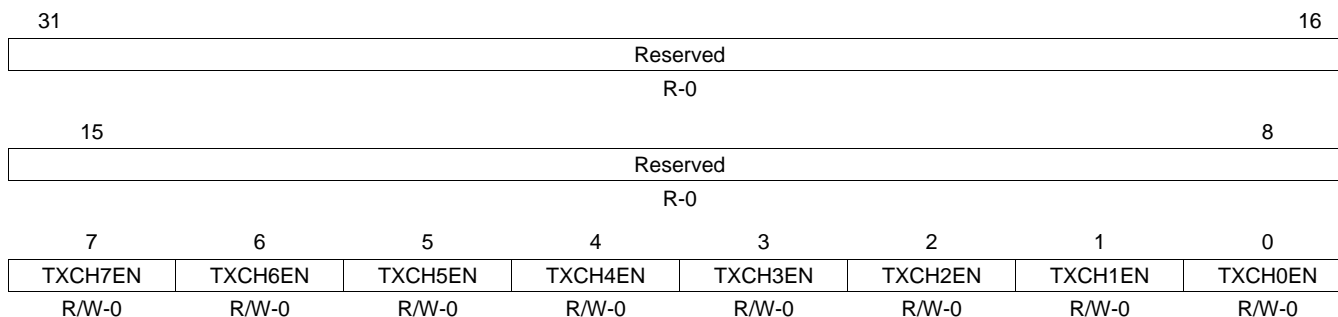 31 16
Reserved
R-0
15 8
Reserved
R-0
7 6 5 4 3 2 1 0
TXCH7EN TXCH6EN TXCH5EN TXCH4EN TXCH3EN TXCH2EN TXCH1EN TXCH0EN
R/W-0 R/W-0 R/W-0 R/W-0 R/W-0 R/W-0 R/W-0 R/W-0